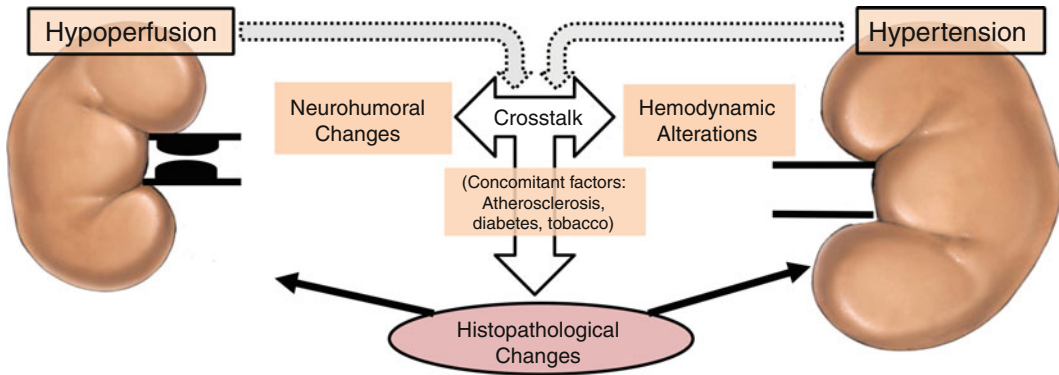 Hypoperfusion
Hypertension
Neurohumoral
Changes
Crosstalk
Hemodynamic
Alterations
(Concomitant factors:
Atherosclerosis,
diabetes, tobacco)
Histopathological
Changes